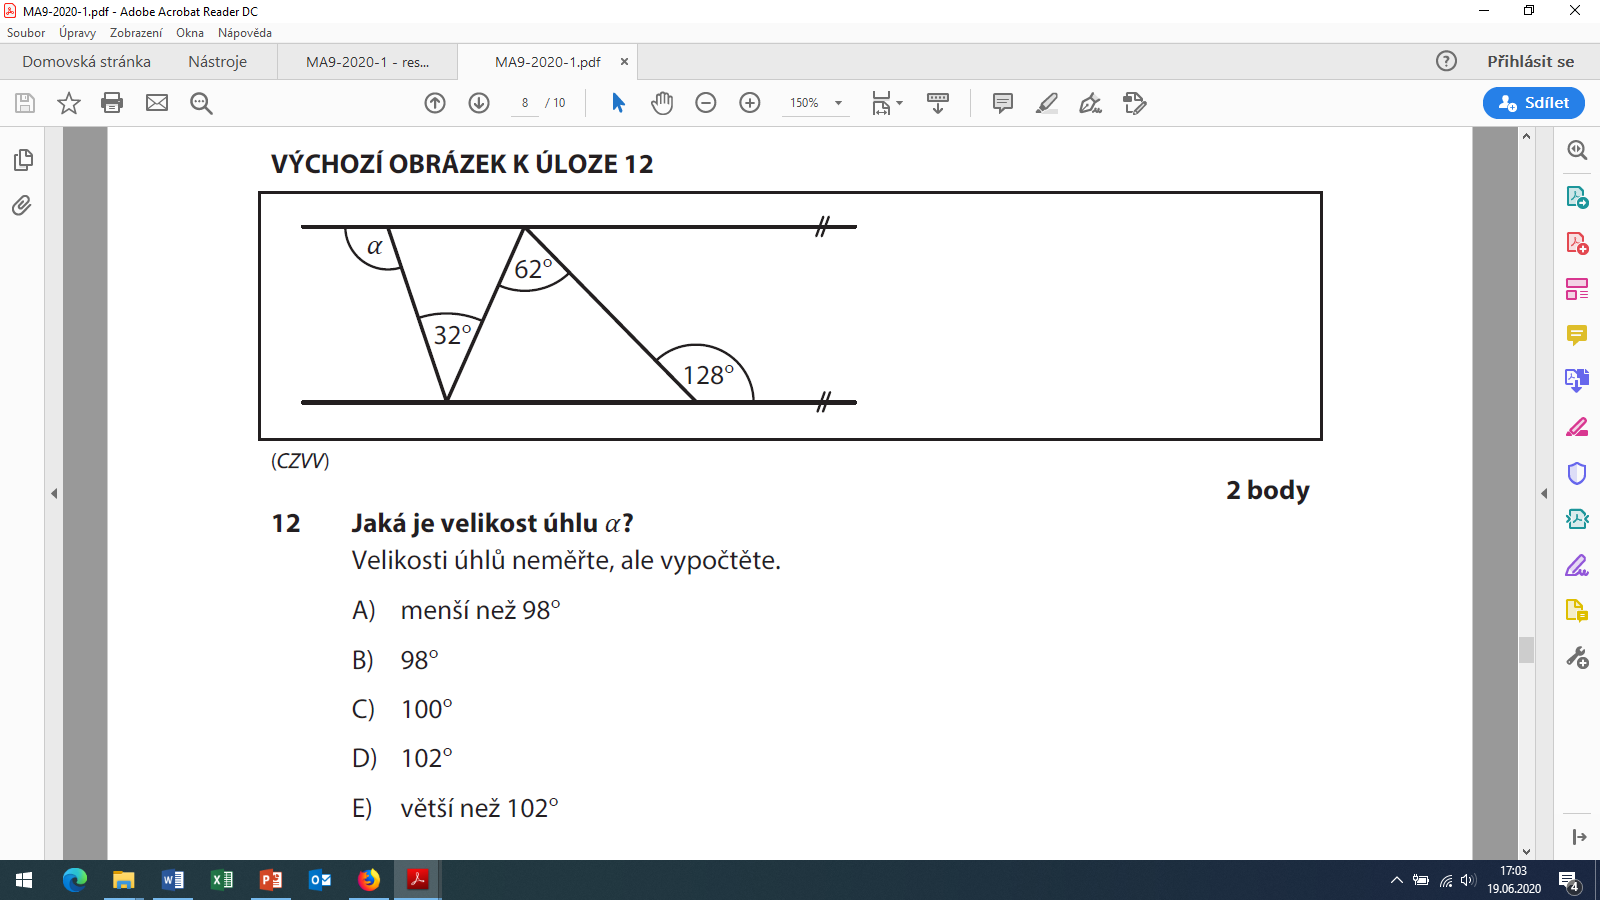 MA9-2020-1.pdf - Adobe Acrobat Reader DC
Soubor Úpravy Zobrazení Okna Nápověda
Domovská stránka Nástroje MA9-2020-1 - res... MA9-2020-1.pdf × ? Přihlásit se
8 / 10 150% Sdílet
VÝCHOZÍ OBRÁZEK K ÚLOZE 12
α
62°
32°
128°
(CZVV)
2 body
12 Jaká je velikost úhlu α?
Velikosti úhlů neměřte, ale vypočtěte.
A) menší než 98°
B) 98°
C) 100°
D) 102°
E) větší než 102°
17:03
19.06.2020
4